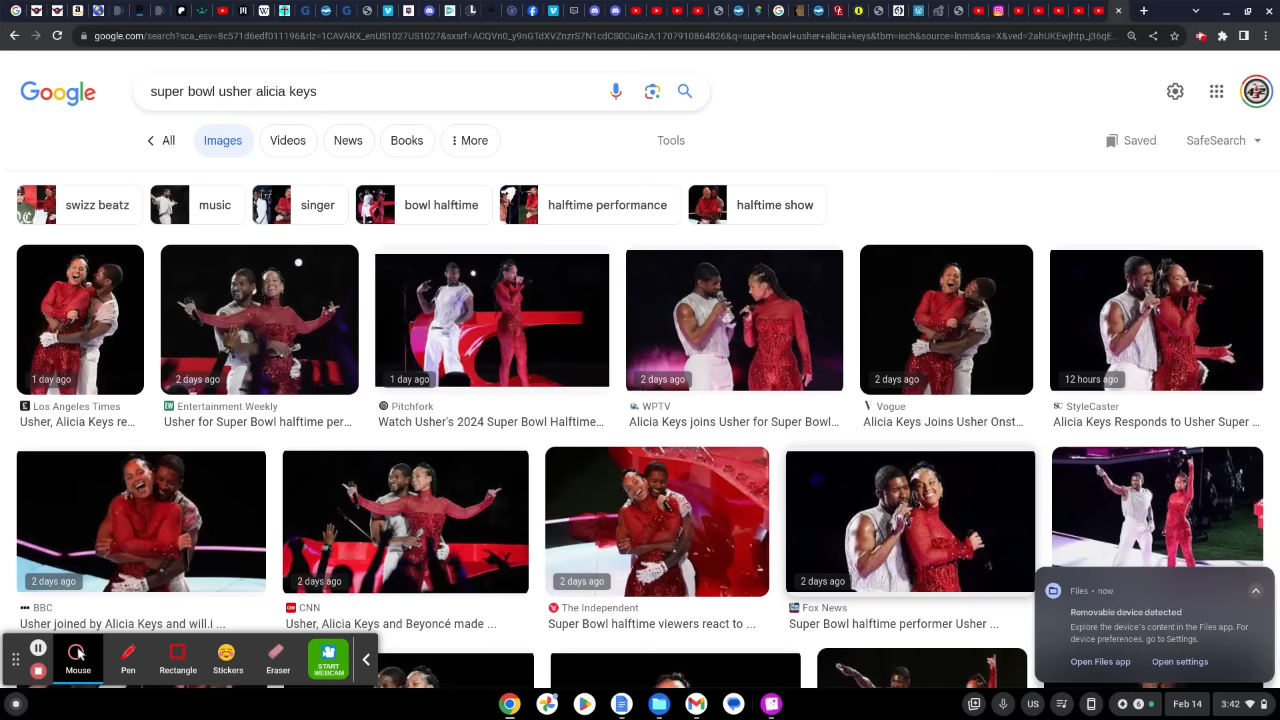 google.com/search?sca_esv=8c571d6edf011196&rlz=1CAVARX_enUS1027US1027&sxsrf=ACQVn0_y9nGTdXVZnzrS7N1cdCS0CuiGzA:1707910864826&q=super+bowl+usher+alicia+keys&tbm=isch&source=lnms&sa=X&ved=2ahUKEwjhtp_j36qE...
Google
super bowl usher alicia keys
All Images Videos News Books More Tools Saved SafeSearch
swizz beatz music singer bowl halftime halftime performance halftime show
1 day ago 2 days ago 1 day ago 2 days ago 2 days ago 12 hours ago
Los Angeles Times Entertainment Weekly Pitchfork WPTV Vogue StyleCaster
Usher, Alicia Keys re... Usher for Super Bowl halftime per... Watch Usher's 2024 Super Bowl Halftime... Alicia Keys joins Usher for Super Bowl... Alicia Keys Joins Usher Onst... Alicia Keys Responds to Usher Super ...
2 days ago 2 days ago 2 days ago 2 days ago
BBC CNN The Independent Fox News
Usher joined by Alicia Keys and will.i ... Usher, Alicia Keys and Beyoncé made ... Super Bowl halftime viewers react to ... Super Bowl halftime performer Usher ...
Files • now
Removable device detected
Explore the device's content in the Files app. For
device preferences, go to Settings.
Open Files app Open settings
Mouse Pen Rectangle Stickers Eraser START
WEBCAM
US 6 Feb 14 3:42